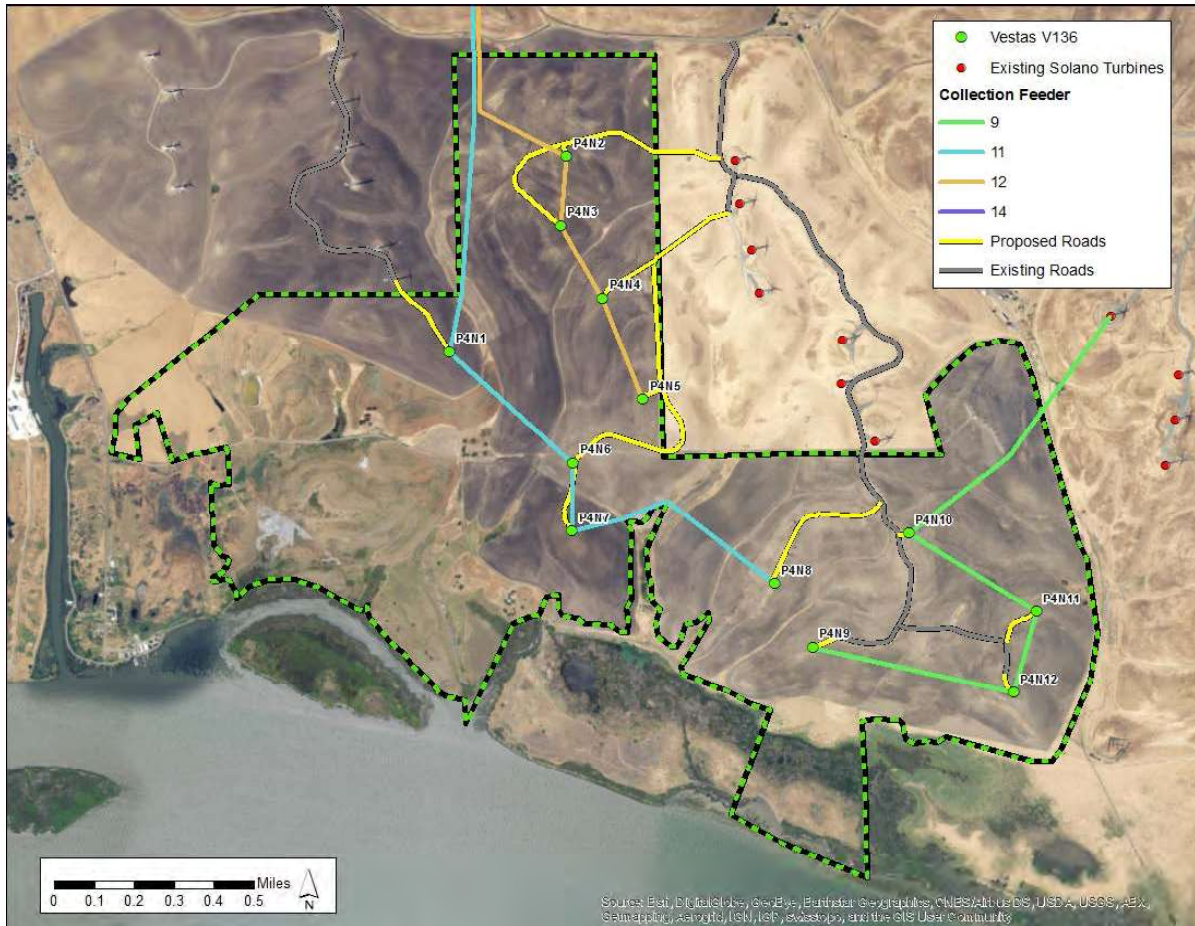 Vestas V136
Existing Solano Turbines
Collection Feeder
9
11
12
14
Proposed Roads
Existing Roads
P4N2
P4N3
P4N4
P4N1
P4N5
P4N6
P4N7
P4N10
P4N8
P4N11
P4N9
P4N12
Miles
0 0.1 0.2 0.3 0.4 0.5
N
Source: Esri, DigitalGlobe, GeoEye, Earthstar Geographics, CNES/Airbus DS, USDA, USGS, AEX,
Getmapping, Aerogrid, IGN, IGP, swisstopo, and the GIS User Community